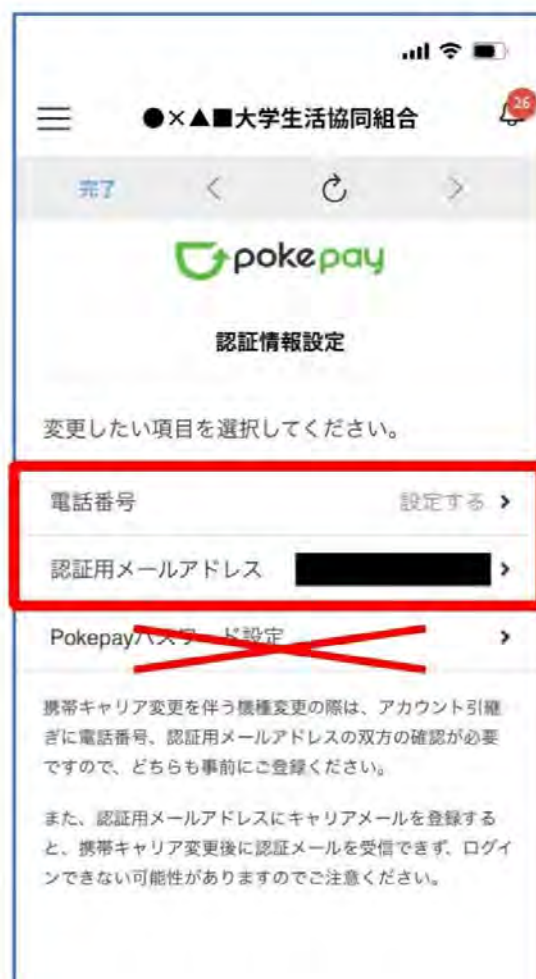 ●×▲■大学生活協同組合
26
完了
pokepay
認証情報設定
変更したい項目を選択してください。
電話番号 設定する
認証用メールアドレス
Pokepayパスワード設定
携帯キャリア変更を伴う機種変更の際は、アカウント引継
ぎに電話番号、認証用メールアドレスの双方の確認が必要
ですので、どちらも事前にご登録ください。
また、認証用メールアドレスにキャリアメールを登録する
と、携帯キャリア変更後に認証メールを受信できず、ログイ
ンできない可能性がありますのでご注意ください。